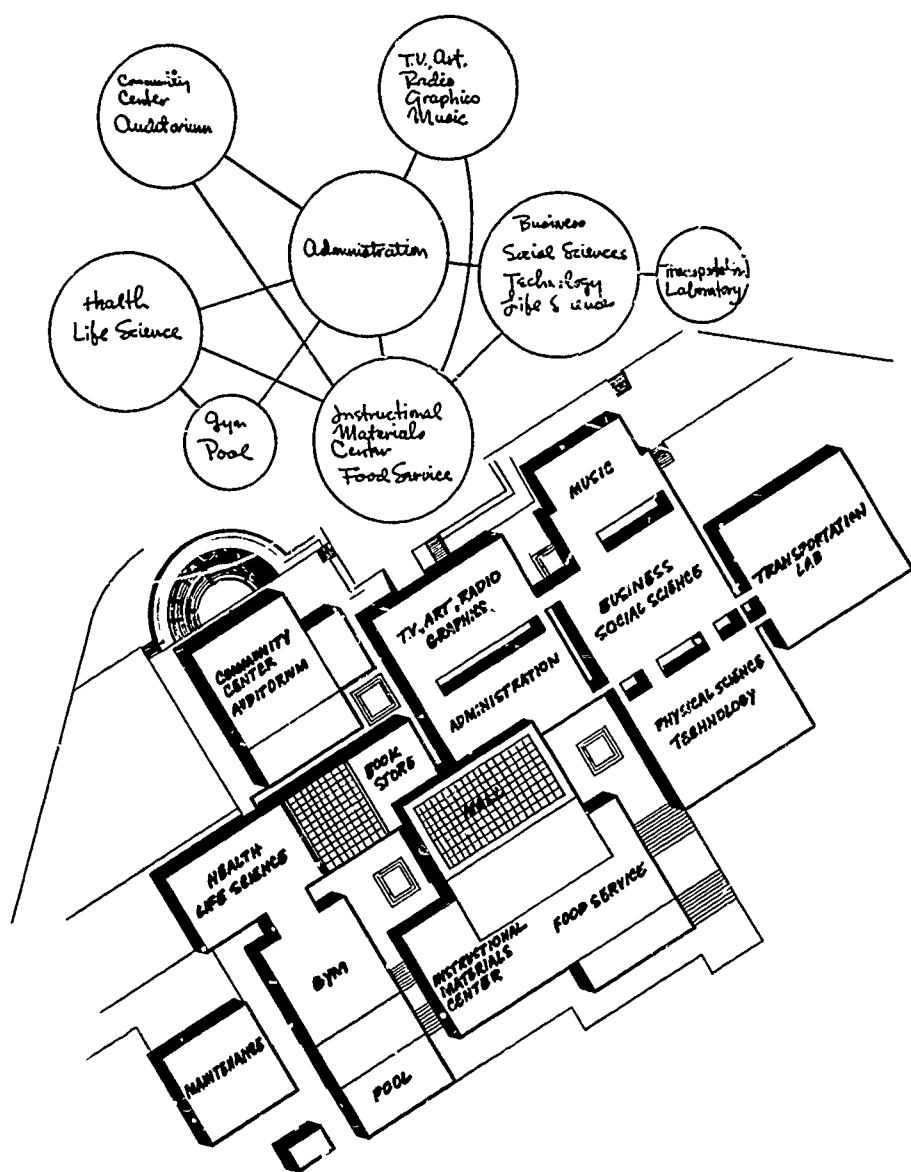 Community
Center
Auditorium
T.V., Art,
Radio
Graphics
Music
Administration
Business
Social Sciences
Technology
Life
Transportation
Laboratory
Health
Life Science
Gym
Pool
Instructional
Materials
Center
Food Service
MUSIC
TRANSPORTATION
LAB
BUSINESS
SOCIAL SCIENCE
T.V., ART, RADIO
GRAPHICS.
ADMINISTRATION
PHYSICAL SCIENCE
TECHNOLOGY
COMMUNITY
CENTER
AUDITORIUM
BOOK
STORE
MALL
HEALTH
LIFE SCIENCE
FOOD SERVICE
INSTRUCTIONAL
MATERIALS
CENTER
GYM
MAINTENANCE
POOL